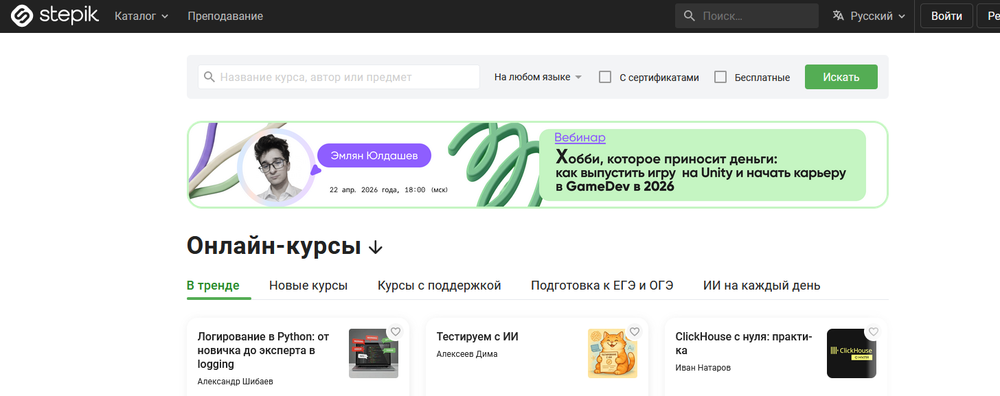 stepik
Каталог
Преподавание
Поиск…
Русский
Войти
Ре
Название курса, автор или предмет
На любом языке
С сертификатами
Бесплатные
Искать
Эмлян Юлдашев
22 апр. 2026 года, 18:00 (мск)
Вебинар
Хобби, которое приносит деньги:
как выпустить игру на Unity и начать карьеру
в GameDev в 2026
Онлайн-курсы
В тренде
Новые курсы
Курсы с поддержкой
Подготовка к ЕГЭ и ОГЭ
ИИ на каждый день
Логирование в Python: от
новичка до эксперта в
logging
Александр Шибаев
Тестируем с ИИ
Алексеев Дима
ClickHouse с нуля: практи-
ка
Иван Натаров
ClickHouse
С НУЛЯ